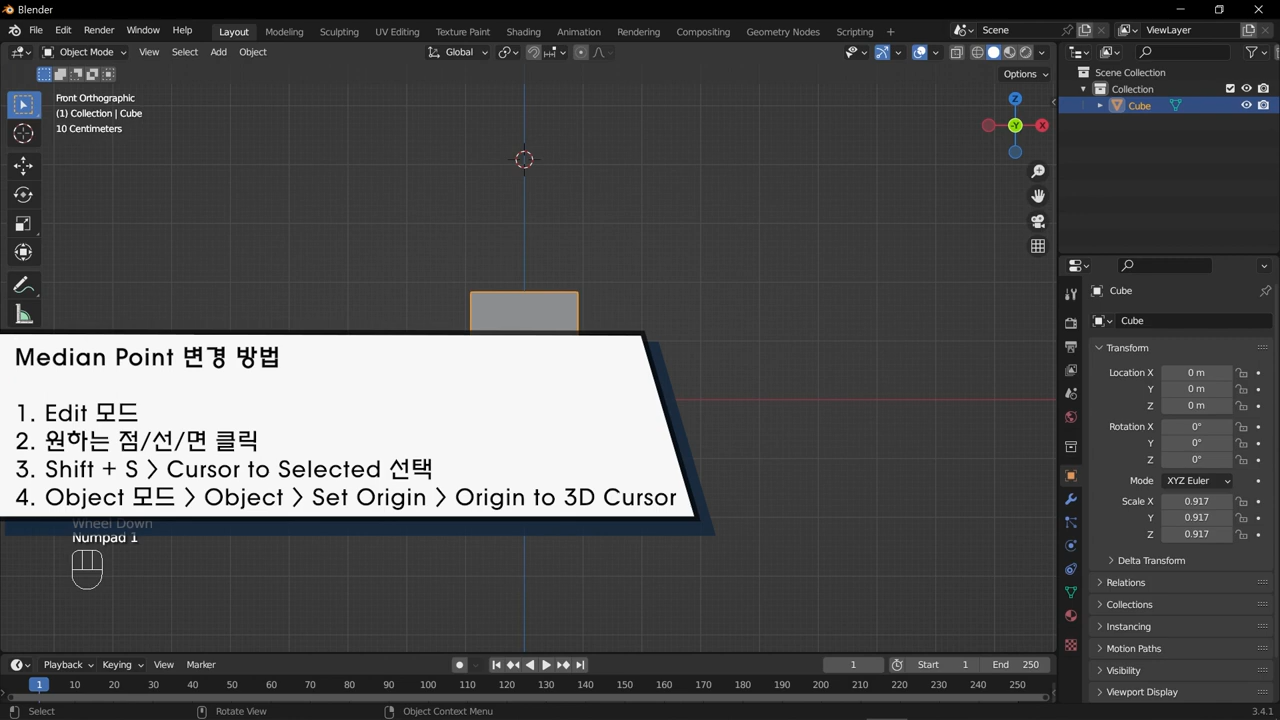 Blender
File Edit Render Window Help
Layout Modeling Sculpting UV Editing Texture Paint Shading Animation Rendering Compositing Geometry Nodes Scripting +
Scene
ViewLayer
Object Mode View Select Add Object
Global
Options
Front Orthographic
(1) Collection | Cube
10 Centimeters
Z
-Y
X
Scene Collection
Collection
Cube
Median Point 변경 방법
1. Edit 모드
2. 원하는 점/선/면 클릭
3. Shift + S > Cursor to Selected 선택
4. Object 모드 > Object > Set Origin > Origin to 3D Cursor
Wheel Down
Numpad 1
Cube
Cube
Transform
Location X 0 m
Y 0 m
Z 0 m
Rotation X 0°
Y 0°
Z 0°
Mode XYZ Euler
Scale X 0.917
Y 0.917
Z 0.917
Delta Transform
Relations
Collections
Instancing
Motion Paths
Visibility
Viewport Display
Playback Keying View Marker
1 Start 1 End 250
1 10 20 30 40 50 60 70 80 90 100 110 120 130 140 150 160 170 180 190 200 210 220 230 240 250
Select Rotate View Object Context Menu
3.4.1